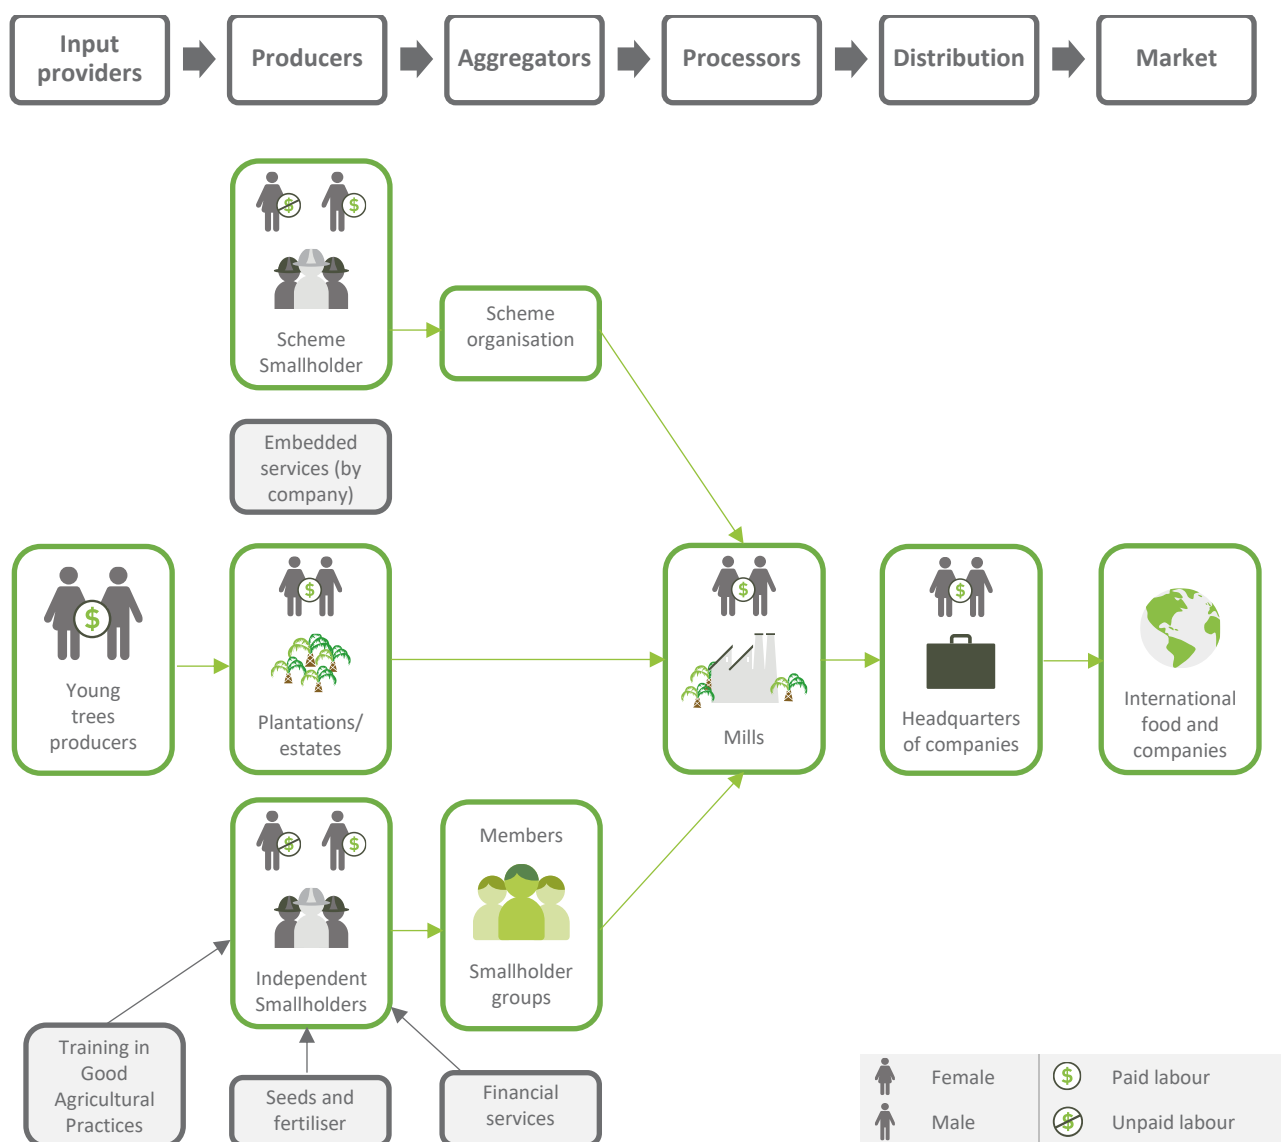 Input
providers
Producers
Aggregators
Processors
Distribution
Market
$
$
Scheme
Smallholder
Scheme
organisation
Embedded
services (by
company)
$
Young
trees
producers
$
Plantations/
estates
$
Mills
$
Headquarters
of companies
International
food and
companies
$
$
Independent
Smallholders
Members
Smallholder
groups
Training in
Good
Agricultural
Practices
Seeds and
fertiliser
Financial
services
Female
$
Paid labour
Male
$
Unpaid labour